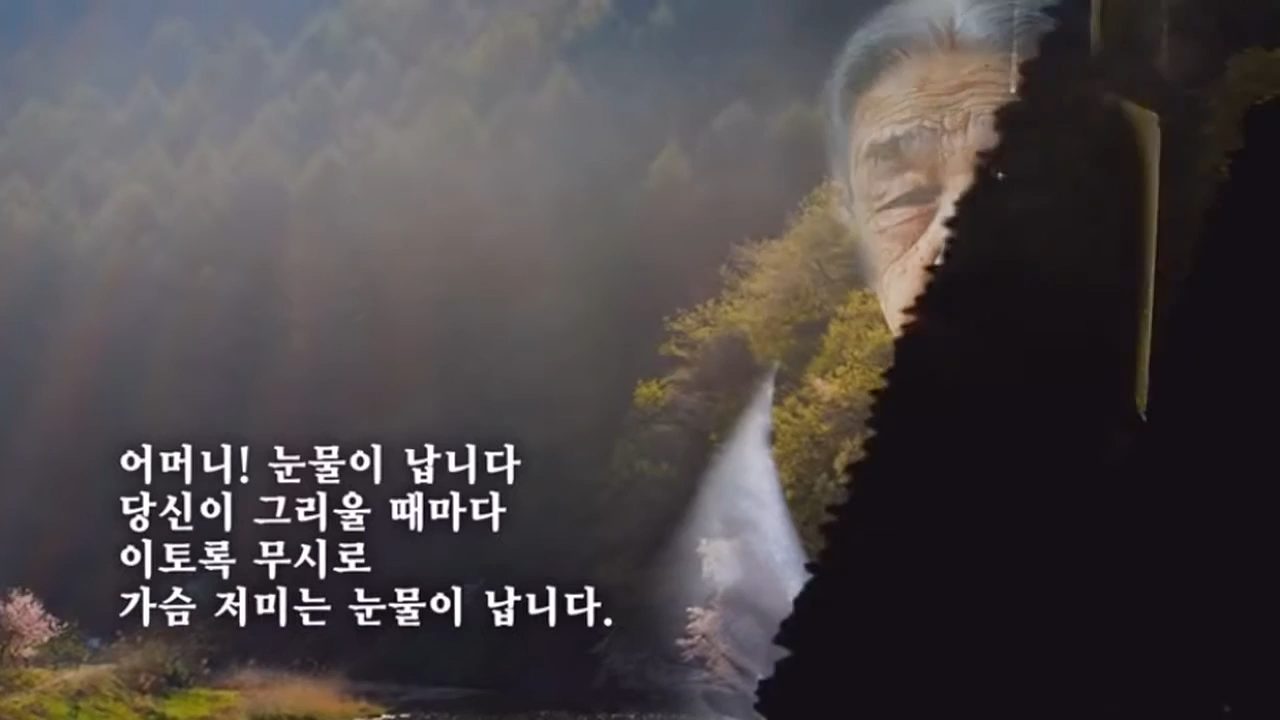 어머니! 눈물이 납니다
당신이 그리울 때마다
이토록 무시로
가슴 저미는 눈물이 납니다.